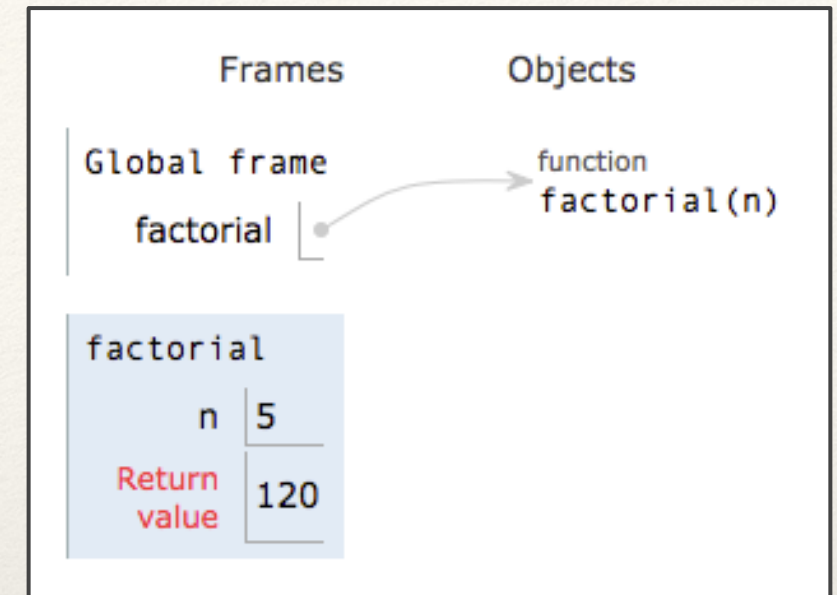 Frames Objects
Global frame
function
factorial(n)
factorial
factorial
n 5
Return
value
120